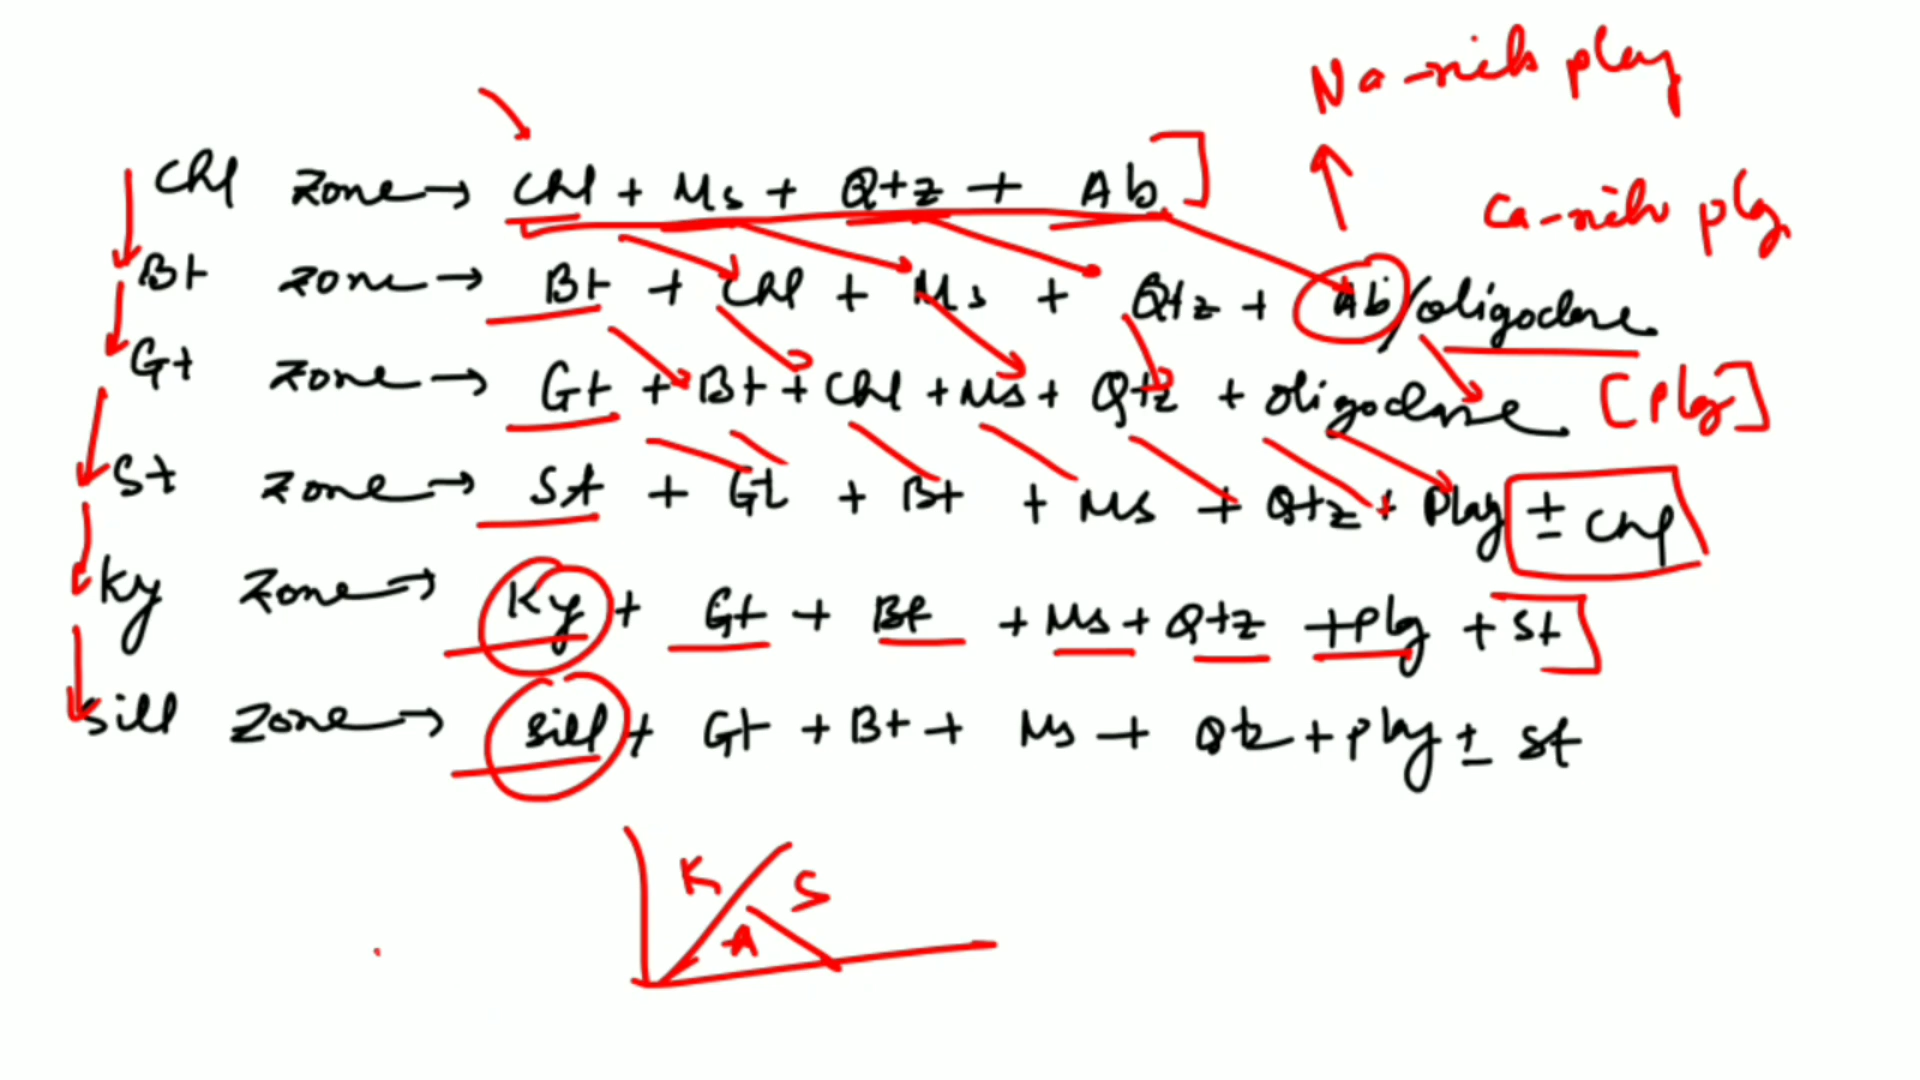 Na-rich plag
Ca-rich plg
Chl zone → Chl + Ms + Qtz + Ab]
Bt zone → Bt + Chl + Ms + Qtz + Ab/oligoclase
Gt zone → Gt + Bt + Chl + Ms + Qtz + oligoclase [plg]
St zone → St + Gt + Bt + Ms + Qtz + Plag ± Chl
Ky zone → Ky + Gt + Bt + Ms + Qtz + plg + St]
Sill zone → Sill + Gt + Bt + Ms + Qtz + plg ± St
K S
A